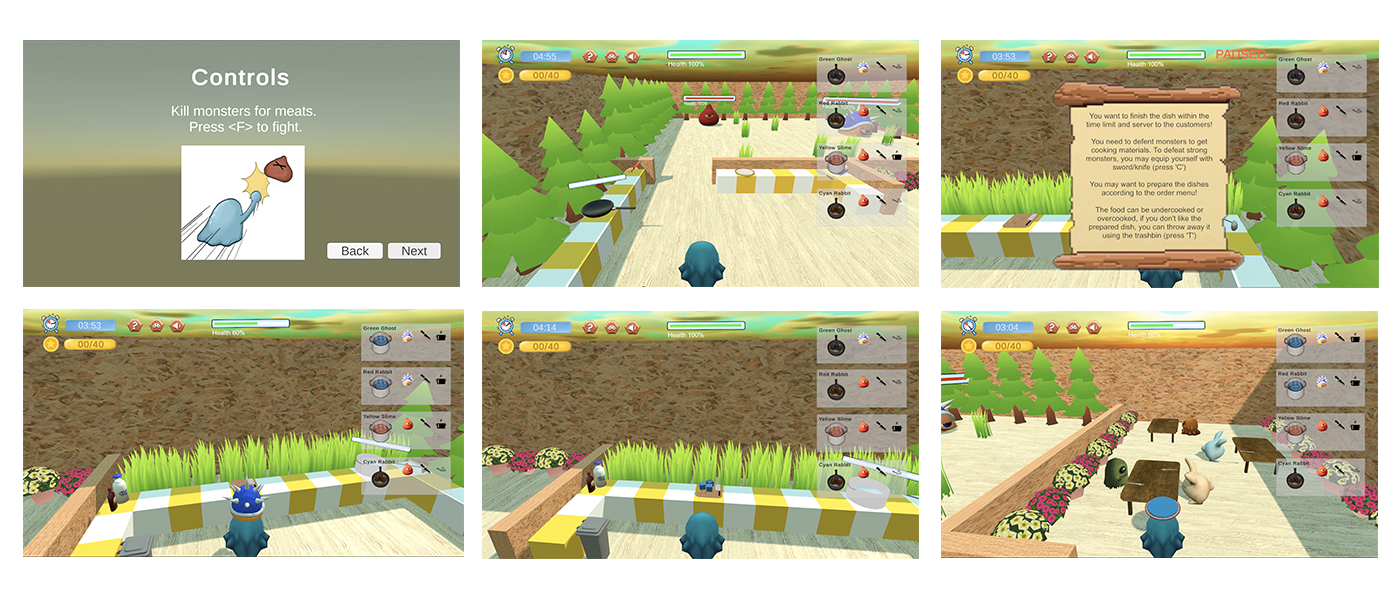 Controls
Kill monsters for meats.
Press <F> to fight.
Back
Next
04:55
?
00/40
Health 100%
Green Ghost
Red Rabbit
Yellow Slime
Cyan Rabbit
03:53
?
00/40
Health 100%
PAUSED
You want to finish the dish within the
time limit and server to the customers!
You need to defent monsters to get
cooking materials. To defeat strong
monsters, you may equip yourself with
sword/knife (press 'C')
You may want to prepare the dishes
according to the order menu!
The food can be undercooked or
overcooked, if you don't like the
prepared dish, you can throw away it
using the trashbin (press 'T')
Green Ghost
Red Rabbit
Yellow Slime
Cyan Rabbit
03:53
?
00/40
Health 60%
Green Ghost
Red Rabbit
Yellow Slime
Cyan Rabbit
04:14
?
00/40
Health 100%
Green Ghost
Red Rabbit
Yellow Slime
Cyan Rabbit
03:04
?
00/40
Health
Green Ghost
Red Rabbit
Yellow Slime
Cyan Rabbit